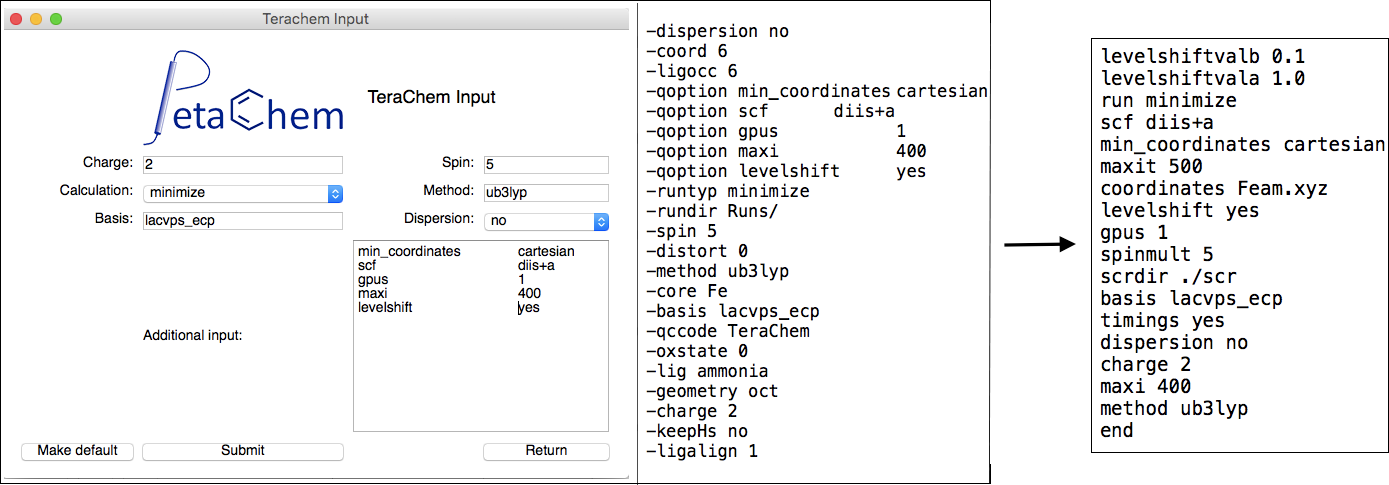 Terachem Input
PetaChem
TeraChem Input
Charge: 2
Spin: 5
Calculation: minimize
Method: ub3lyp
Basis: lacvps_ecp
Dispersion: no
min_coordinates cartesian
scf diis+a
gpus 1
maxi 400
levelshift yes
Additional input:
Make default
Submit
Return
-dispersion no
-coord 6
-ligocc 6
-qoption min_coordinates cartesian
-qoption scf diis+a
-qoption gpus 1
-qoption maxi 400
-qoption levelshift yes
-runtyp minimize
-rundir Runs/
-spin 5
-distort 0
-method ub3lyp
-core Fe
-basis lacvps_ecp
-qccode TeraChem
-oxstate 0
-lig ammonia
-geometry oct
-charge 2
-keepHs no
-ligalign 1
levelshiftvalb 0.1
levelshiftvala 1.0
run minimize
scf diis+a
min_coordinates cartesian
maxit 500
coordinates Feam.xyz
levelshift yes
gpus 1
spinmult 5
scrdir ./scr
basis lacvps_ecp
timings yes
dispersion no
charge 2
maxi 400
method ub3lyp
end